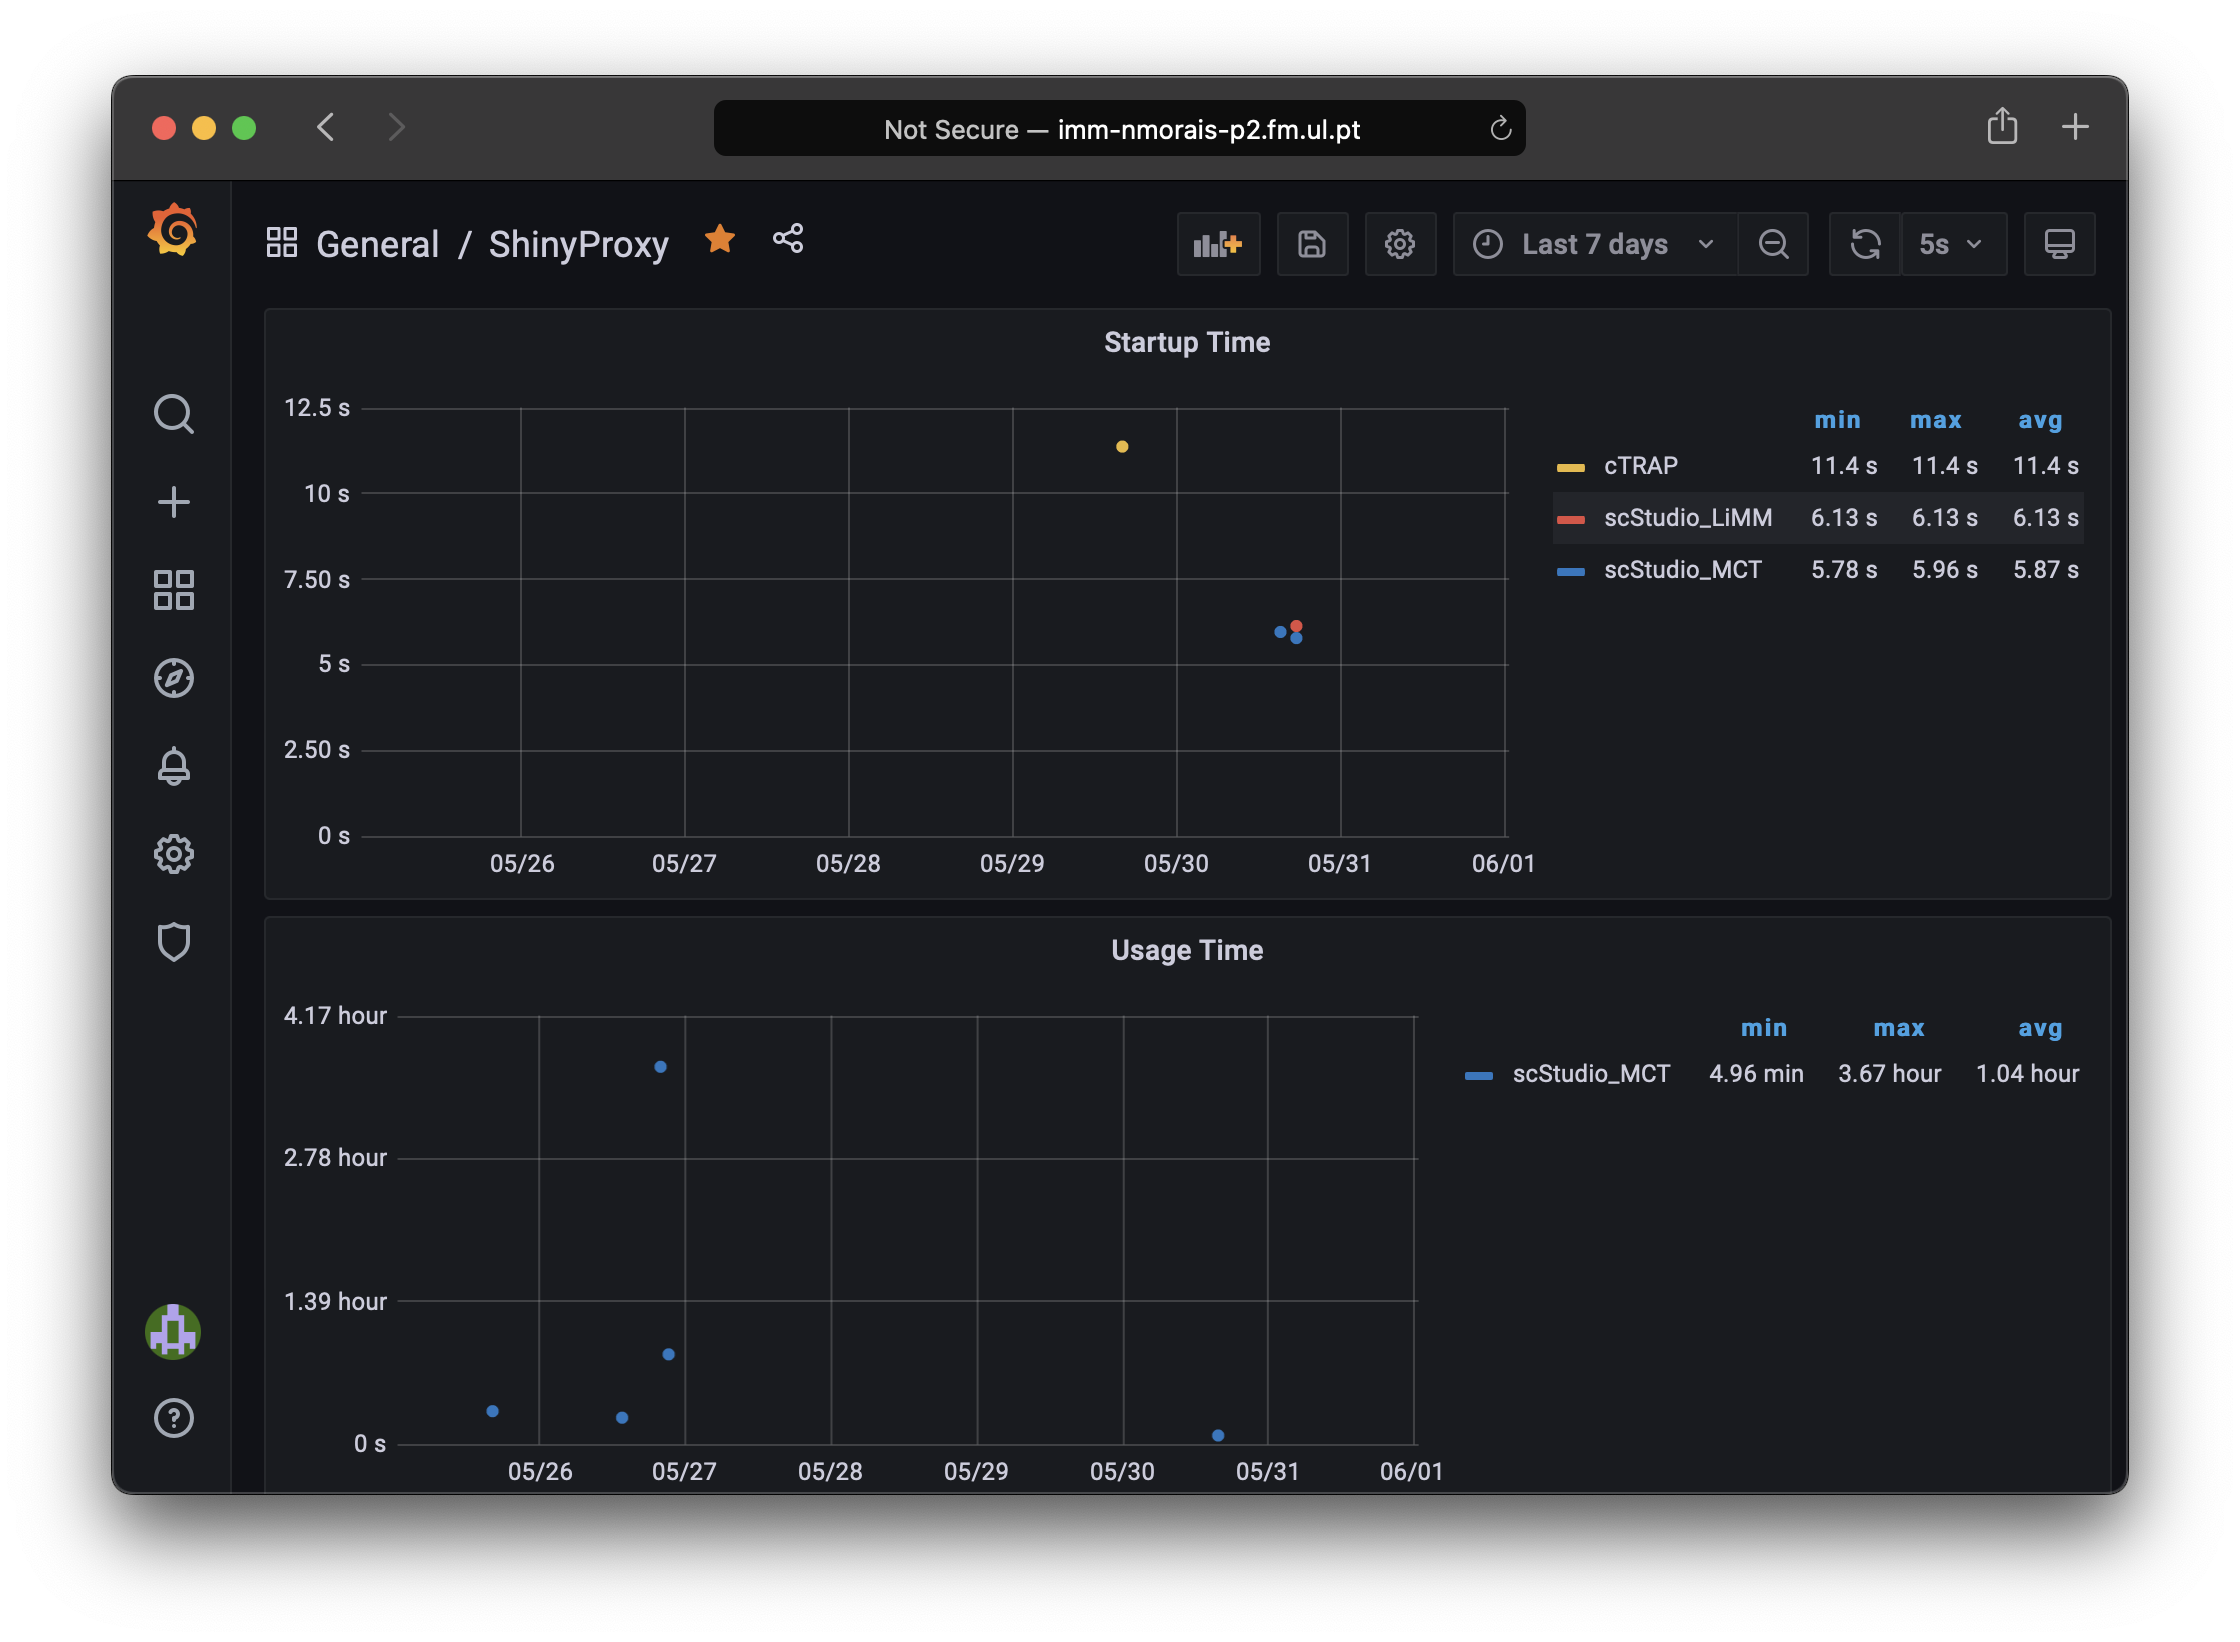 Not Secure — imm-nmorais-p2.fm.ul.pt
General / ShinyProxy
Last 7 days
5s
Startup Time
12.5 s
10 s
7.50 s
5 s
2.50 s
0 s
05/26 05/27 05/28 05/29 05/30 05/31 06/01
min max avg
cTRAP 11.4 s 11.4 s 11.4 s
scStudio_LiMM 6.13 s 6.13 s 6.13 s
scStudio_MCT 5.78 s 5.96 s 5.87 s
Usage Time
4.17 hour
2.78 hour
1.39 hour
0 s
05/26 05/27 05/28 05/29 05/30 05/31 06/01
min max avg
scStudio_MCT 4.96 min 3.67 hour 1.04 hour